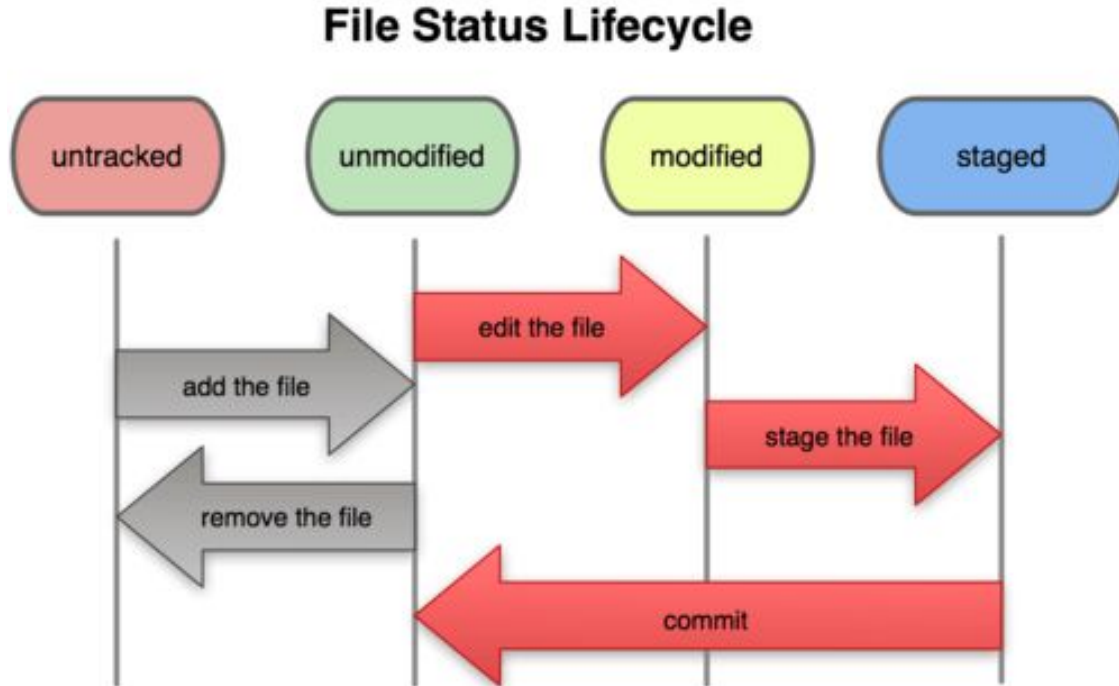 File Status Lifecycle
untracked
unmodified
modified
staged
edit the file
add the file
stage the file
remove the file
commit